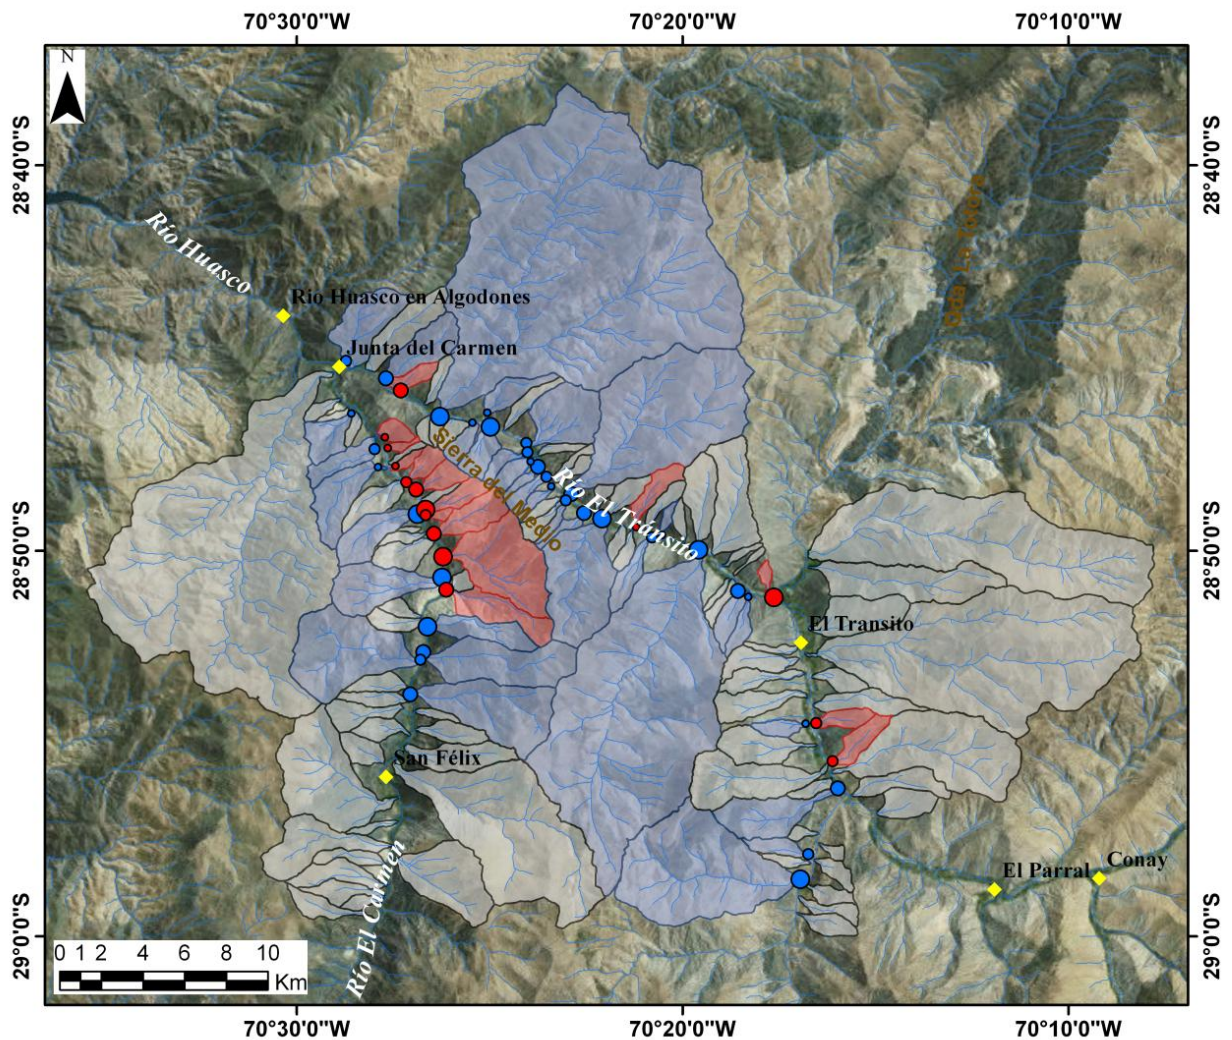 70°30'0"W
70°20'0"W
70°10'0"W
N
28°40'0"S
28°40'0"S
Río Huasco
Rio Huasco en Algodones
Junta del Carmen
Sierra del Medio
Río El Tránsito
28°50'0"S
28°50'0"S
El Transito
San Félix
El Parral
Conay
Río El Carmen
29°0'0"S
29°0'0"S
0 1 2 4 6 8 10
Km
70°30'0"W
70°20'0"W
70°10'0"W